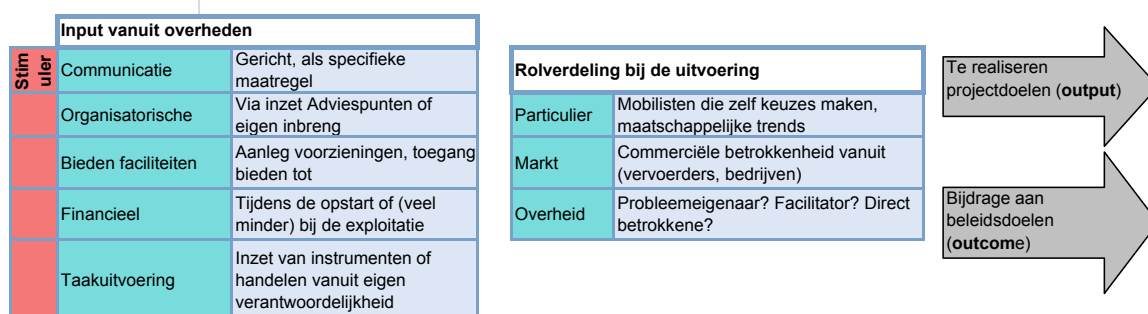 Input vanuit overheden
Stim
uler
Communicatie
Gericht, als specifieke
maatregel
Organisatorische
Via inzet Adviespunten of
eigen inbreng
Bieden faciliteiten
Aanleg voorzieningen, toegang
bieden tot
Financieel
Tijdens de opstart of (veel
minder) bij de exploitatie
Taakuitvoering
Inzet van instrumenten of
handelen vanuit eigen
verantwoordelijkheid
Rolverdeling bij de uitvoering
Particulier
Mobilisten die zelf keuzes maken,
maatschappelijke trends
Markt
Commerciële betrokkenheid vanuit
(vervoerders, bedrijven)
Overheid
Probleemeigenaar? Facilitator? Direct
betrokkene?
Te realiseren
projectdoelen (output)
Bijdrage aan
beleidsdoelen
(outcome)